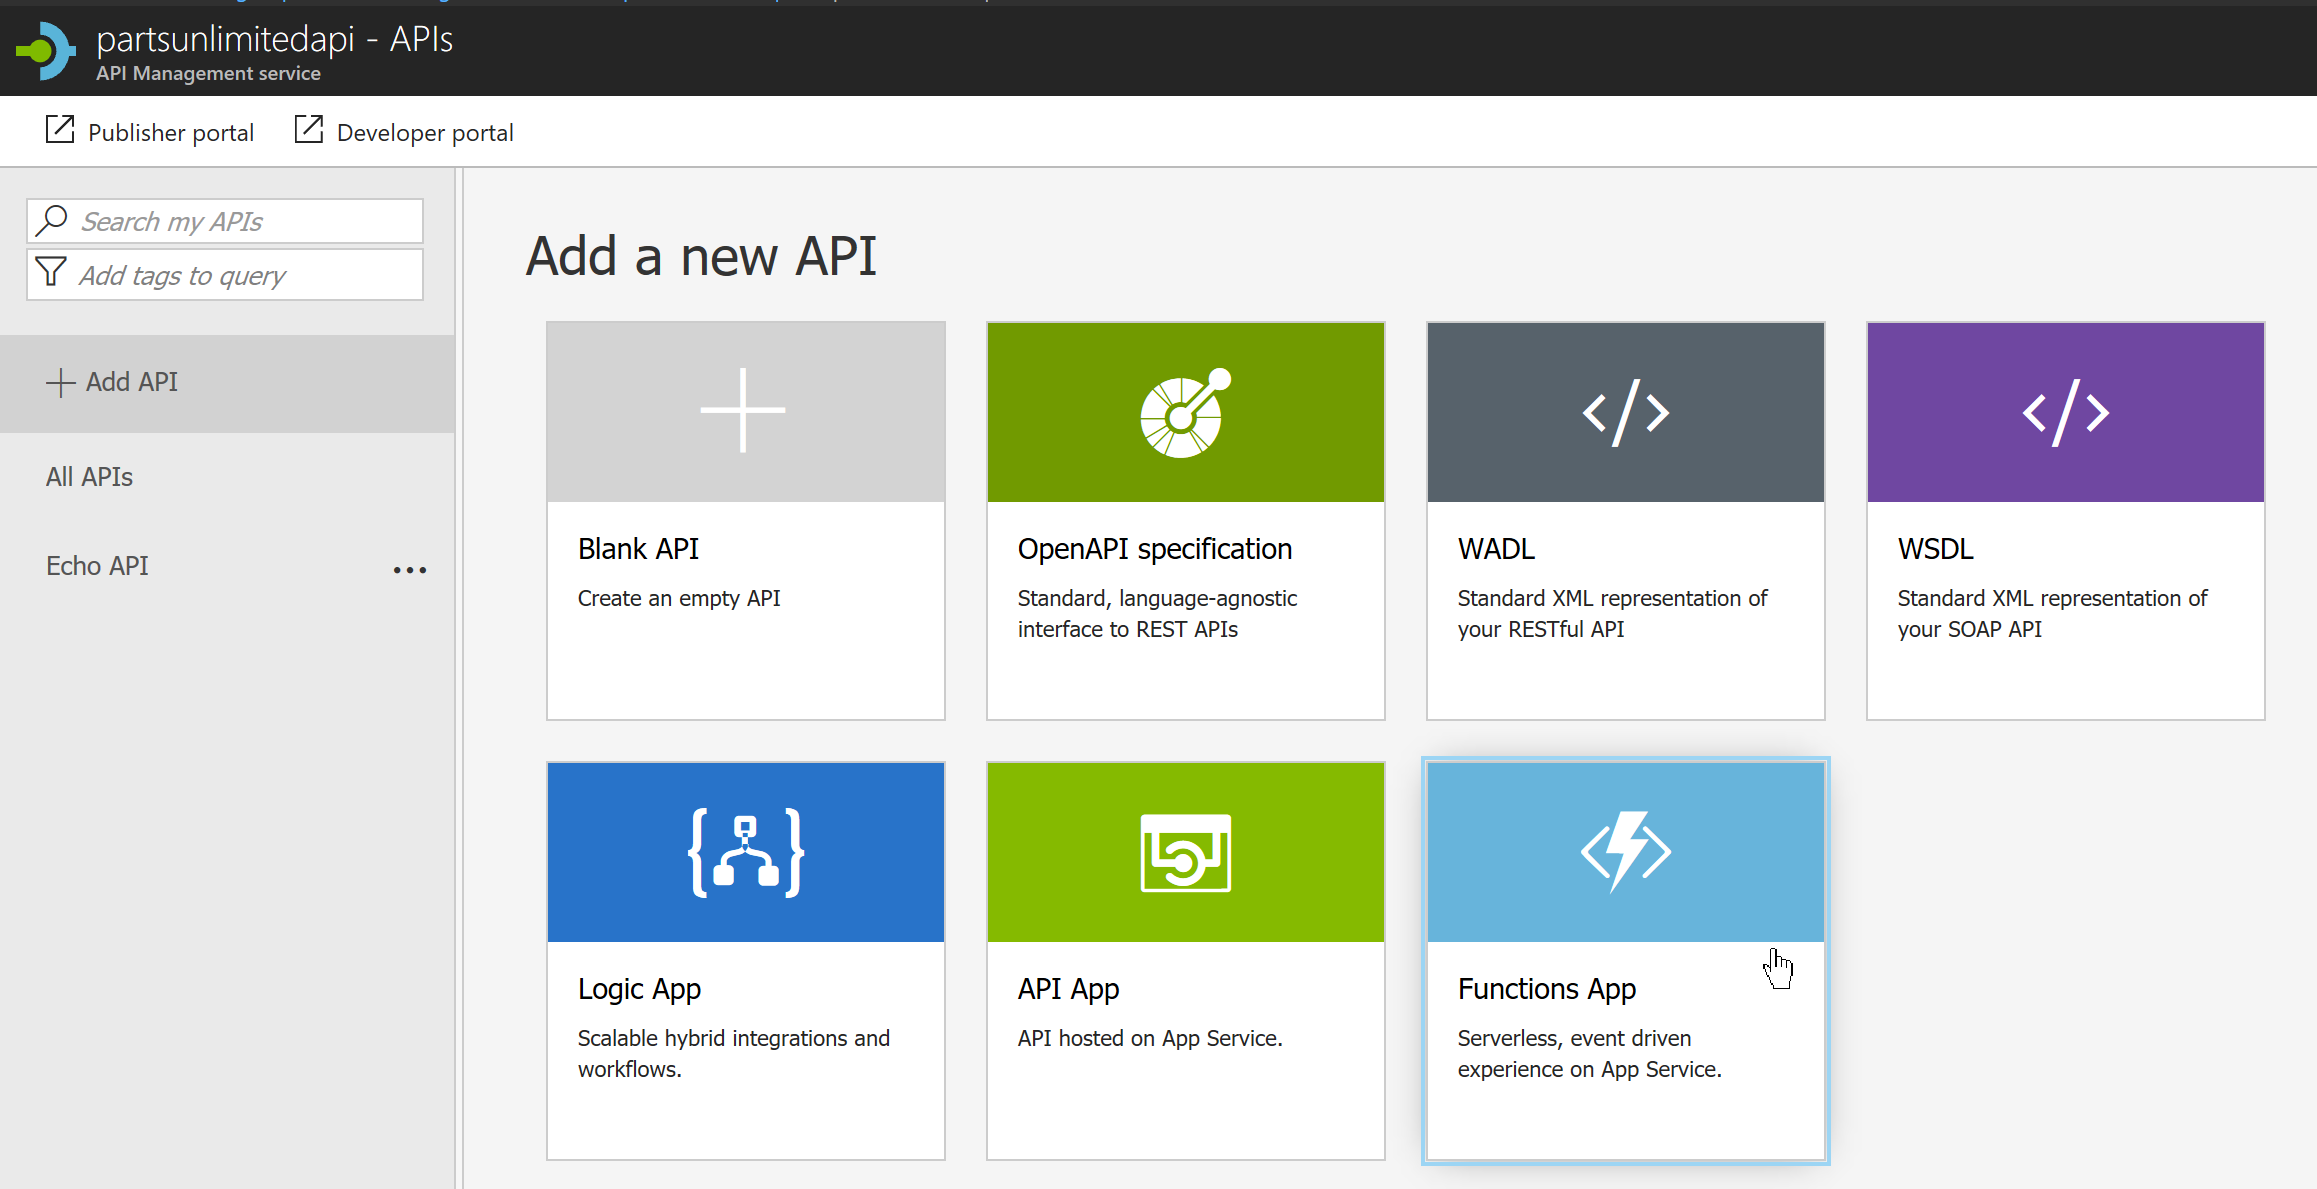 partsunlimitedapi - APIs
API Management service
Publisher portal
Developer portal
Search my APIs
Add tags to query
Add API
All APIs
Echo API
Add a new API
Blank API
Create an empty API
OpenAPI specification
Standard, language-agnostic
interface to REST APIs
WADL
Standard XML representation of
your RESTful API
WSDL
Standard XML representation of
your SOAP API
Logic App
Scalable hybrid integrations and
workflows.
API App
API hosted on App Service.
Functions App
Serverless, event driven
experience on App Service.